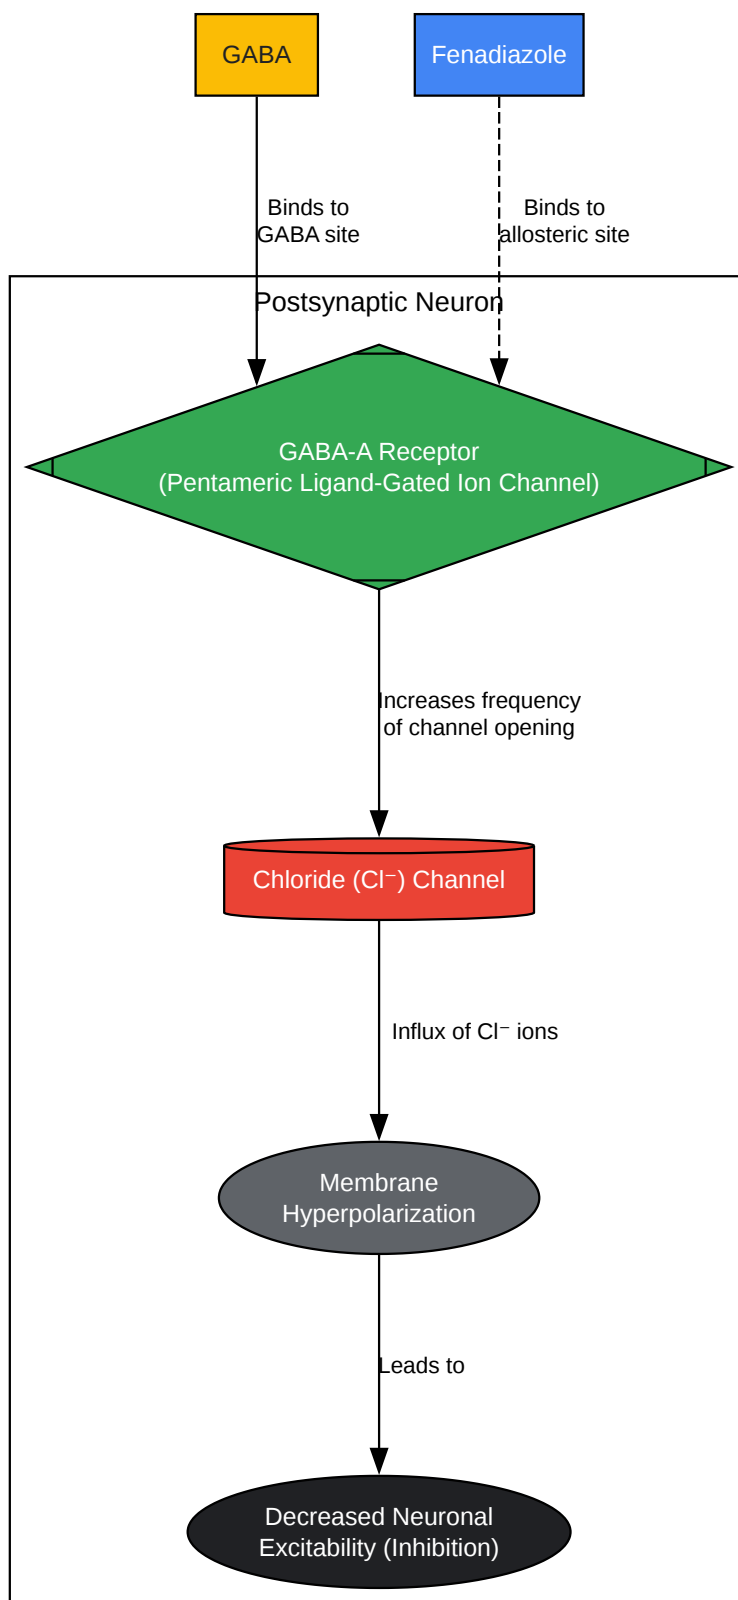 GABA
Fenadiazole
Binds to
GABA site
Binds to
allosteric site
Postsynaptic Neuron
GABA-A Receptor
(Pentameric Ligand-Gated Ion Channel)
Increases frequency
of channel opening
Chloride (Cl⁻) Channel
Influx of Cl⁻ ions
Membrane
Hyperpolarization
Leads to
Decreased Neuronal
Excitability (Inhibition)